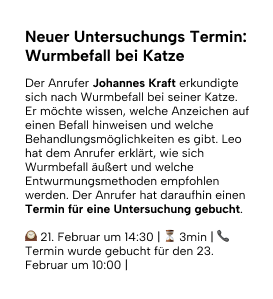 Neuer Untersuchungs Termin:
Wurmbefall bei Katze
Der Anrufer Johannes Kraft erkundigte
sich nach Wurmbefall bei seiner Katze.
Er möchte wissen, welche Anzeichen auf
einen Befall hinweisen und welche
Behandlungsmöglichkeiten es gibt. Leo
hat dem Anrufer erklärt, wie sich
Wurmbefall äußert und welche
Entwurmungsmethoden empfohlen
werden. Der Anrufer hat daraufhin einen
Termin für eine Untersuchung gebucht.
🕰️ 21. Februar um 14:30 | ⏳ 3min | 📞
Termin wurde gebucht für den 23.
Februar um 10:00 |